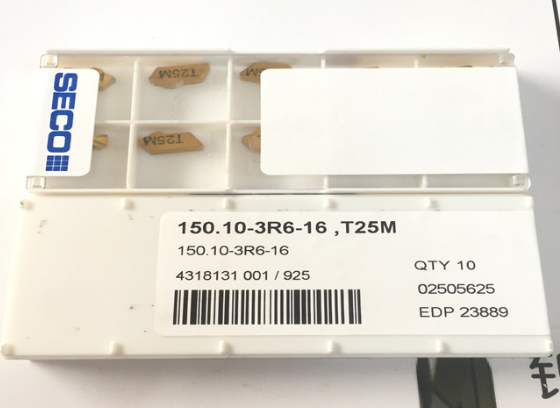 SECO
T25M
T25M
T25M
150.10-3R6-16 ,T25M
150.10-3R6-16
4318131 001 / 925
QTY 10
02505625
EDP 23889